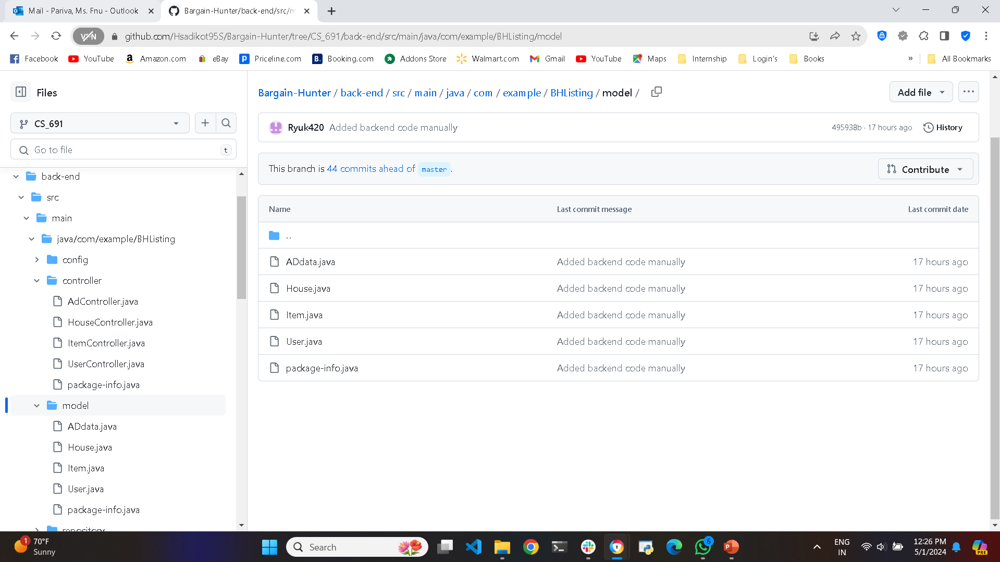 Mail - Pariva, Ms. Fnu - Outlook
Bargain-Hunter/back-end/src/m
VPN
github.com/Hsadikot95S/Bargain-Hunter/tree/CS_691/back-end/src/main/java/com/example/BHListing/model
Facebook
YouTube
Amazon.com
eBay
Priceline.com
Booking.com
Addons Store
Walmart.com
Gmail
YouTube
Maps
Internship
Login's
Books
»
All Bookmarks
Files
CS_691
Go to file
t
back-end
src
main
java/com/example/BHListing
config
controller
AdController.java
HouseController.java
ItemController.java
UserController.java
package-info.java
model
ADdata.java
House.java
Item.java
User.java
package-info.java
repository
Bargain-Hunter / back-end / src / main / java / com / example / BHListing / model /
Add file
Ryuk420 Added backend code manually
495938b · 17 hours ago
History
This branch is 44 commits ahead of master .
Contribute
Name Last commit message Last commit date
..
ADdata.java Added backend code manually 17 hours ago
House.java Added backend code manually 17 hours ago
Item.java Added backend code manually 17 hours ago
User.java Added backend code manually 17 hours ago
package-info.java Added backend code manually 17 hours ago
1
70°F
Sunny
Search
6
ENG
IN
12:26 PM
5/1/2024
PRE